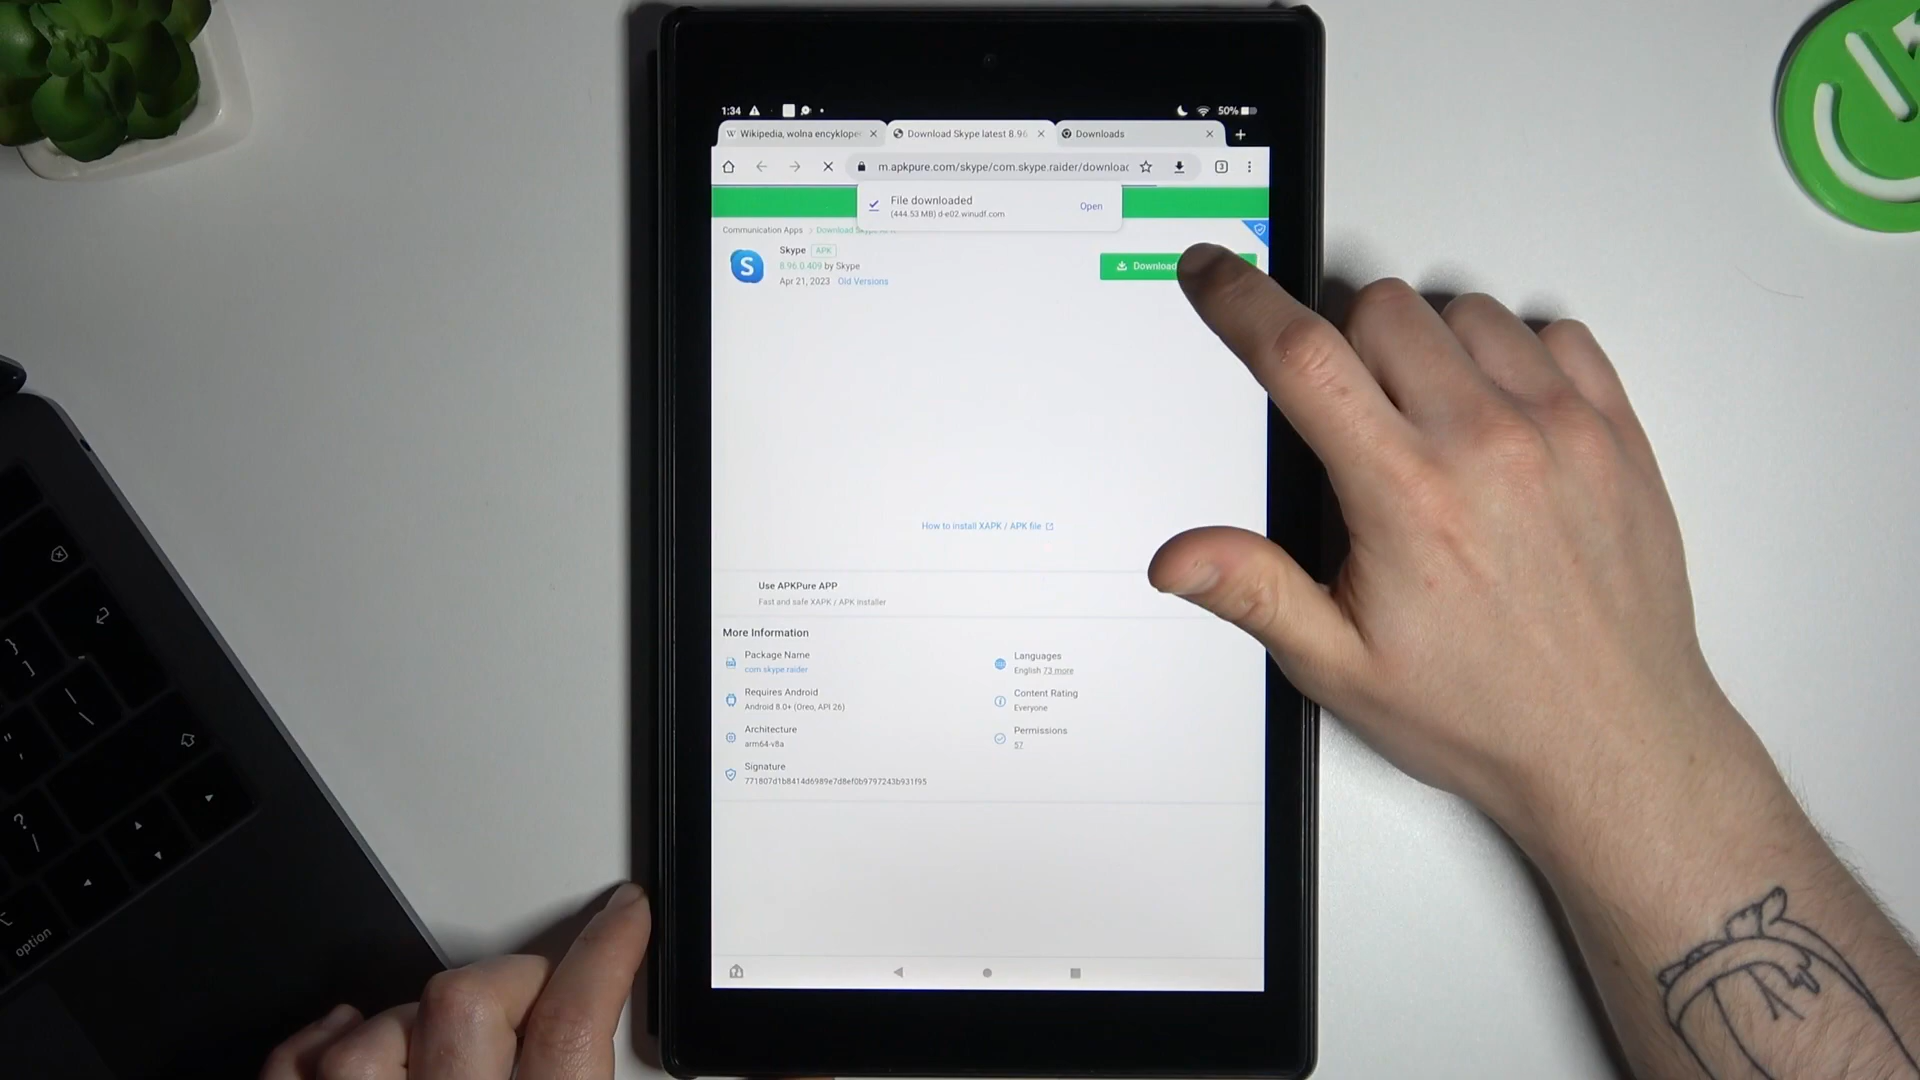 1:34
50%
Wikipedia, wolna encykloped
Download Skype latest 8.96
Downloads
m.apkpure.com/skype/com.skype.raider/download
3
File downloaded
(444.53 MB) d-e02.winudf.com
Open
Communication Apps
Skype APK
8.96.0.409 by Skype
Apr 21, 2023 Old Versions
Download
How to install XAPK / APK file
Use APKPure APP
Fast and safe XAPK / APK installer
More Information
Package Name
com.skype.raider
Languages
English 73 more
Requires Android
Android 8.0+ (Oreo, API 26)
Content Rating
Everyone
Architecture
arm64-v8a
Permissions
57
Signature
771807d1b8414d6989e7d8ef0b9797243b931f95
option